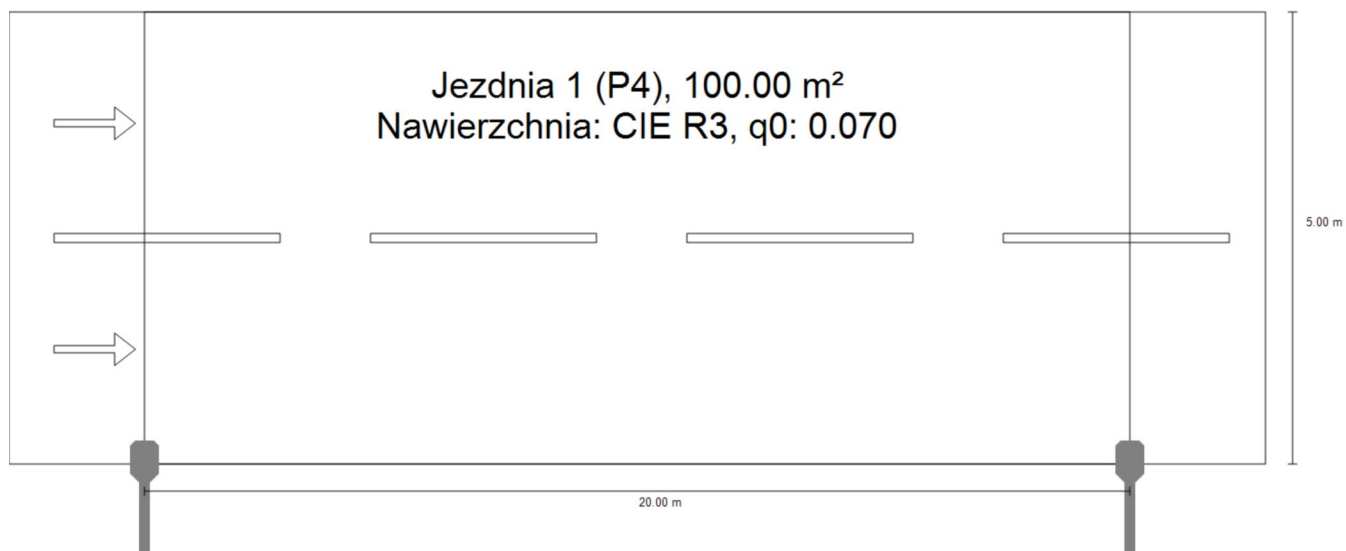 Jezdnia 1 (P4), 100.00 m²
Nawierzchnia: CIE R3, q0: 0.070
5.00 m
20.00 m